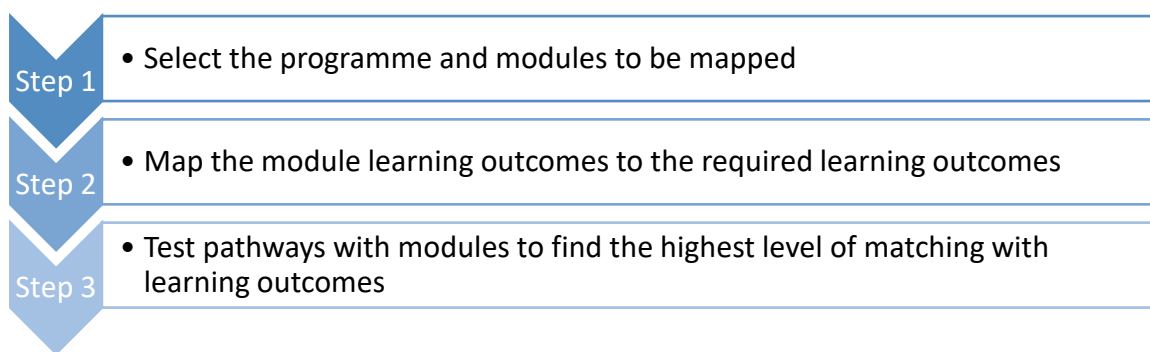 Step 1
• Select the programme and modules to be mapped
Step 2
• Map the module learning outcomes to the required learning outcomes
Step 3
• Test pathways with modules to find the highest level of matching with
learning outcomes